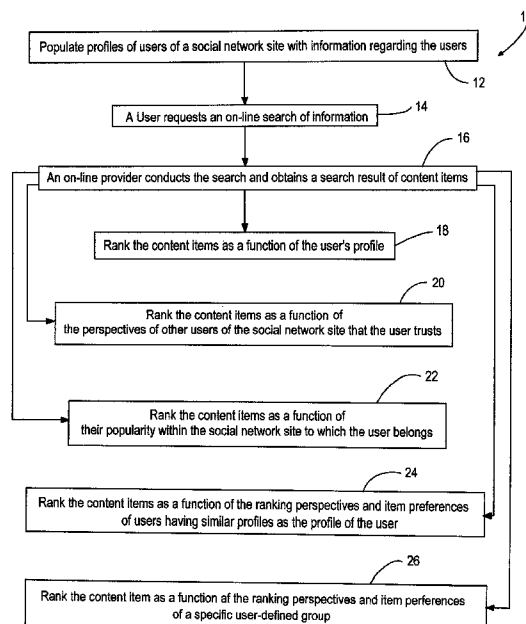 1
Populate profiles of users of a social network site with information regarding the users
12
14
A User requests an on-line search of information
16
An on-line provider conducts the search and obtains a search result of content items
Rank the content items as a function of the user's profile
18
20
Rank the content items as a function of
the perspectives of other users of the social network site that the user trusts
22
Rank the content items as a function of
their popularity within the social network site to which the user belongs
24
Rank the content items as a function of the ranking perspectives and item preferences
of users having similar profiles as the profile of the user
26
Rank the content item as a function af the ranking perspectives and item perferences
of a specific user-defined group